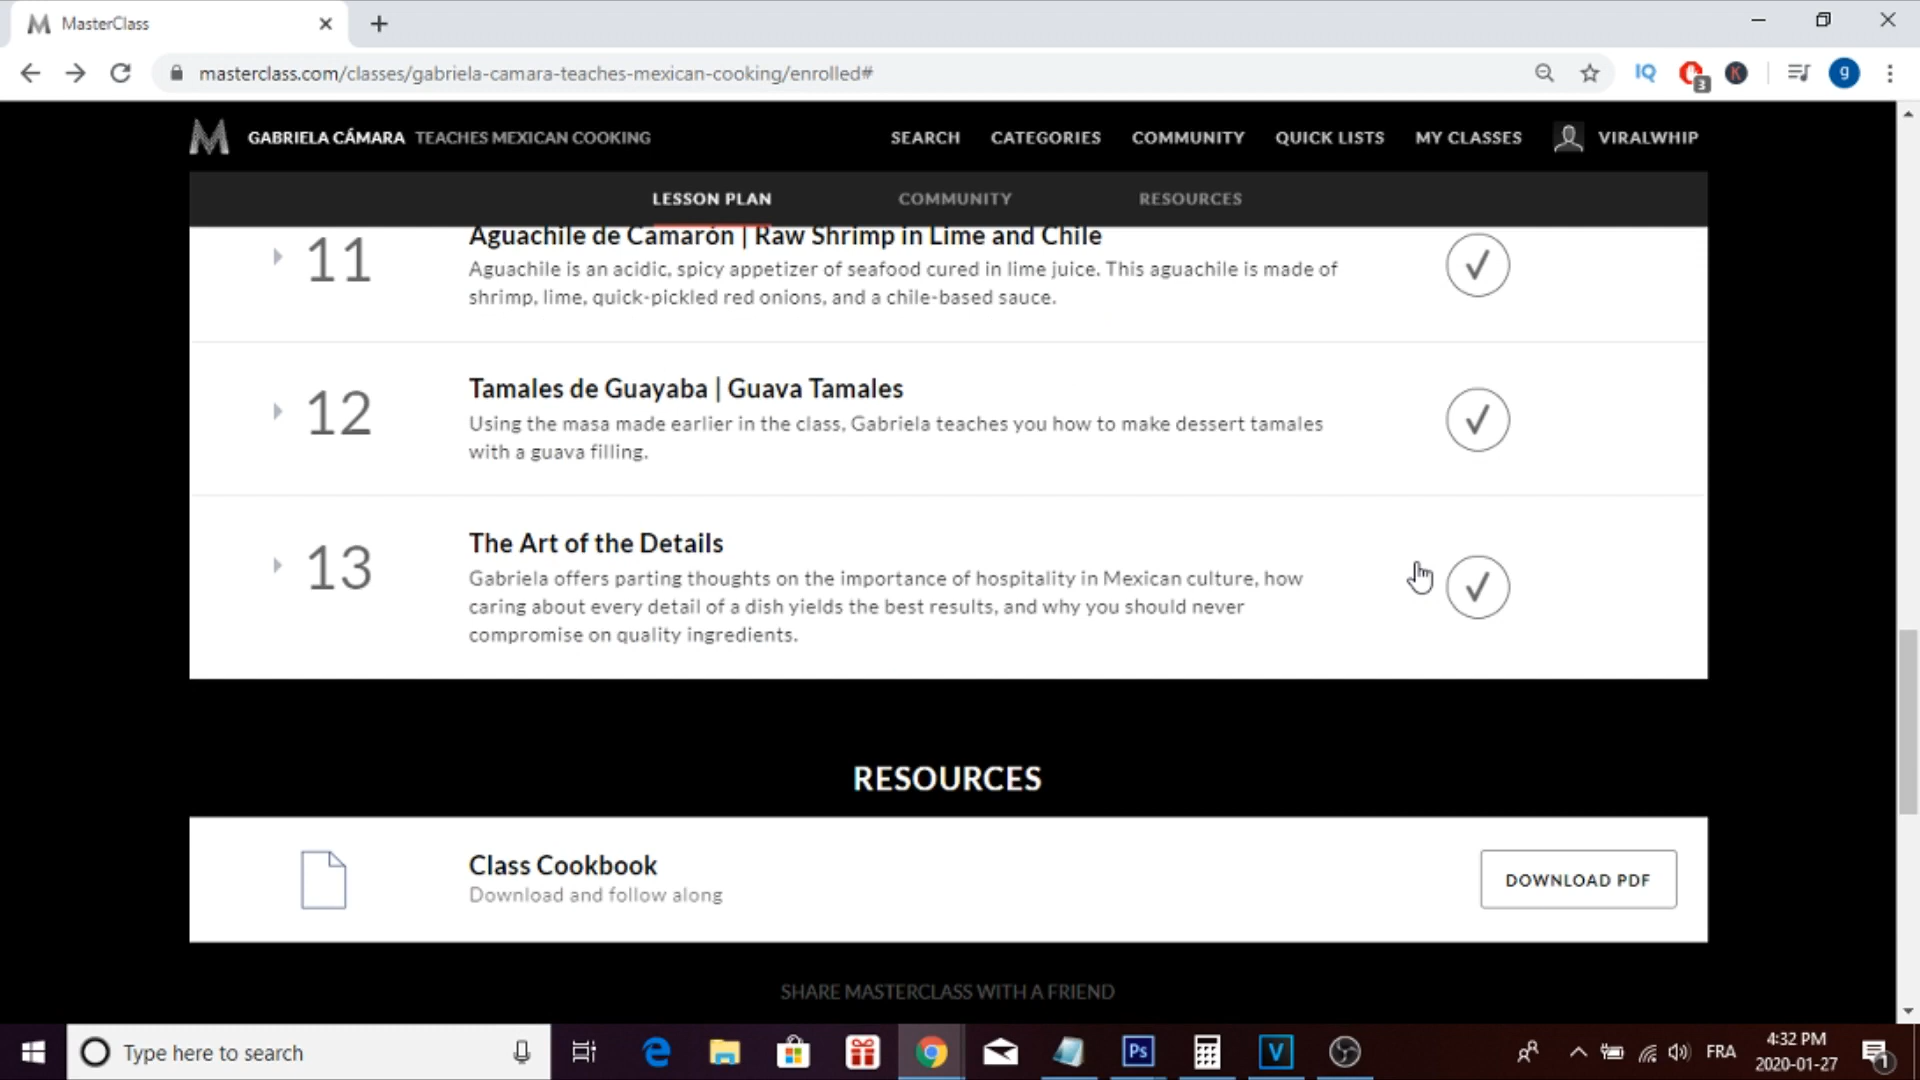 MasterClass
masterclass.com/classes/gabriela-camara-teaches-mexican-cooking/enrolled#
IQ
3
K
g
M
GABRIELA CÁMARA TEACHES MEXICAN COOKING
SEARCH
CATEGORIES
COMMUNITY
QUICK LISTS
MY CLASSES
VIRALWHIP
LESSON PLAN
COMMUNITY
RESOURCES
11
Aguachile de Camarón | Raw Shrimp in Lime and Chile
Aguachile is an acidic, spicy appetizer of seafood cured in lime juice. This aguachile is made of
shrimp, lime, quick-pickled red onions, and a chile-based sauce.
12
Tamales de Guayaba | Guava Tamales
Using the masa made earlier in the class, Gabriela teaches you how to make dessert tamales
with a guava filling.
13
The Art of the Details
Gabriela offers parting thoughts on the importance of hospitality in Mexican culture, how
caring about every detail of a dish yields the best results, and why you should never
compromise on quality ingredients.
RESOURCES
Class Cookbook
Download and follow along
DOWNLOAD PDF
SHARE MASTERCLASS WITH A FRIEND
Type here to search
Ps
V
FRA
4:32 PM
2020-01-27
1